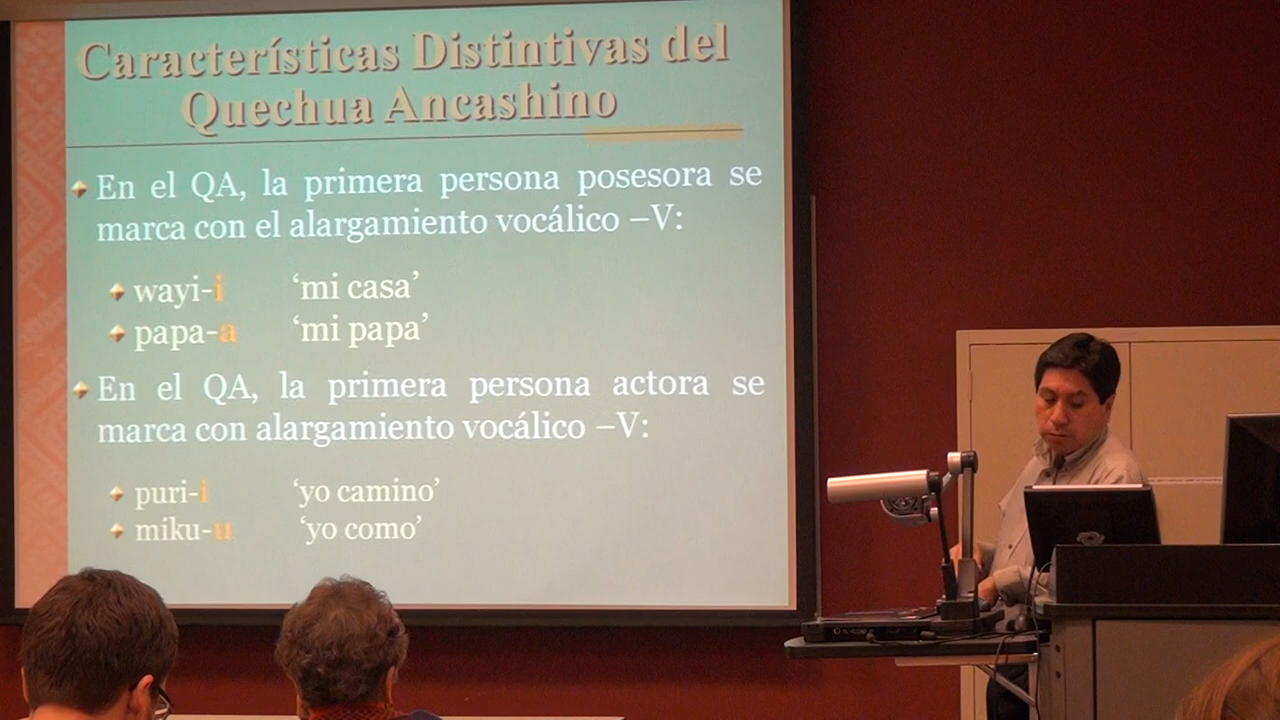 Características Distintivas del
Quechua Ancashino
En el QA, la primera persona posesora se
marca con el alargamiento vocálico –V:
wayi-i ‘mi casa’
papa-a ‘mi papa’
En el QA, la primera persona actora se
marca con alargamiento vocálico –V:
puri-i ‘yo camino’
miku-u ‘yo como’